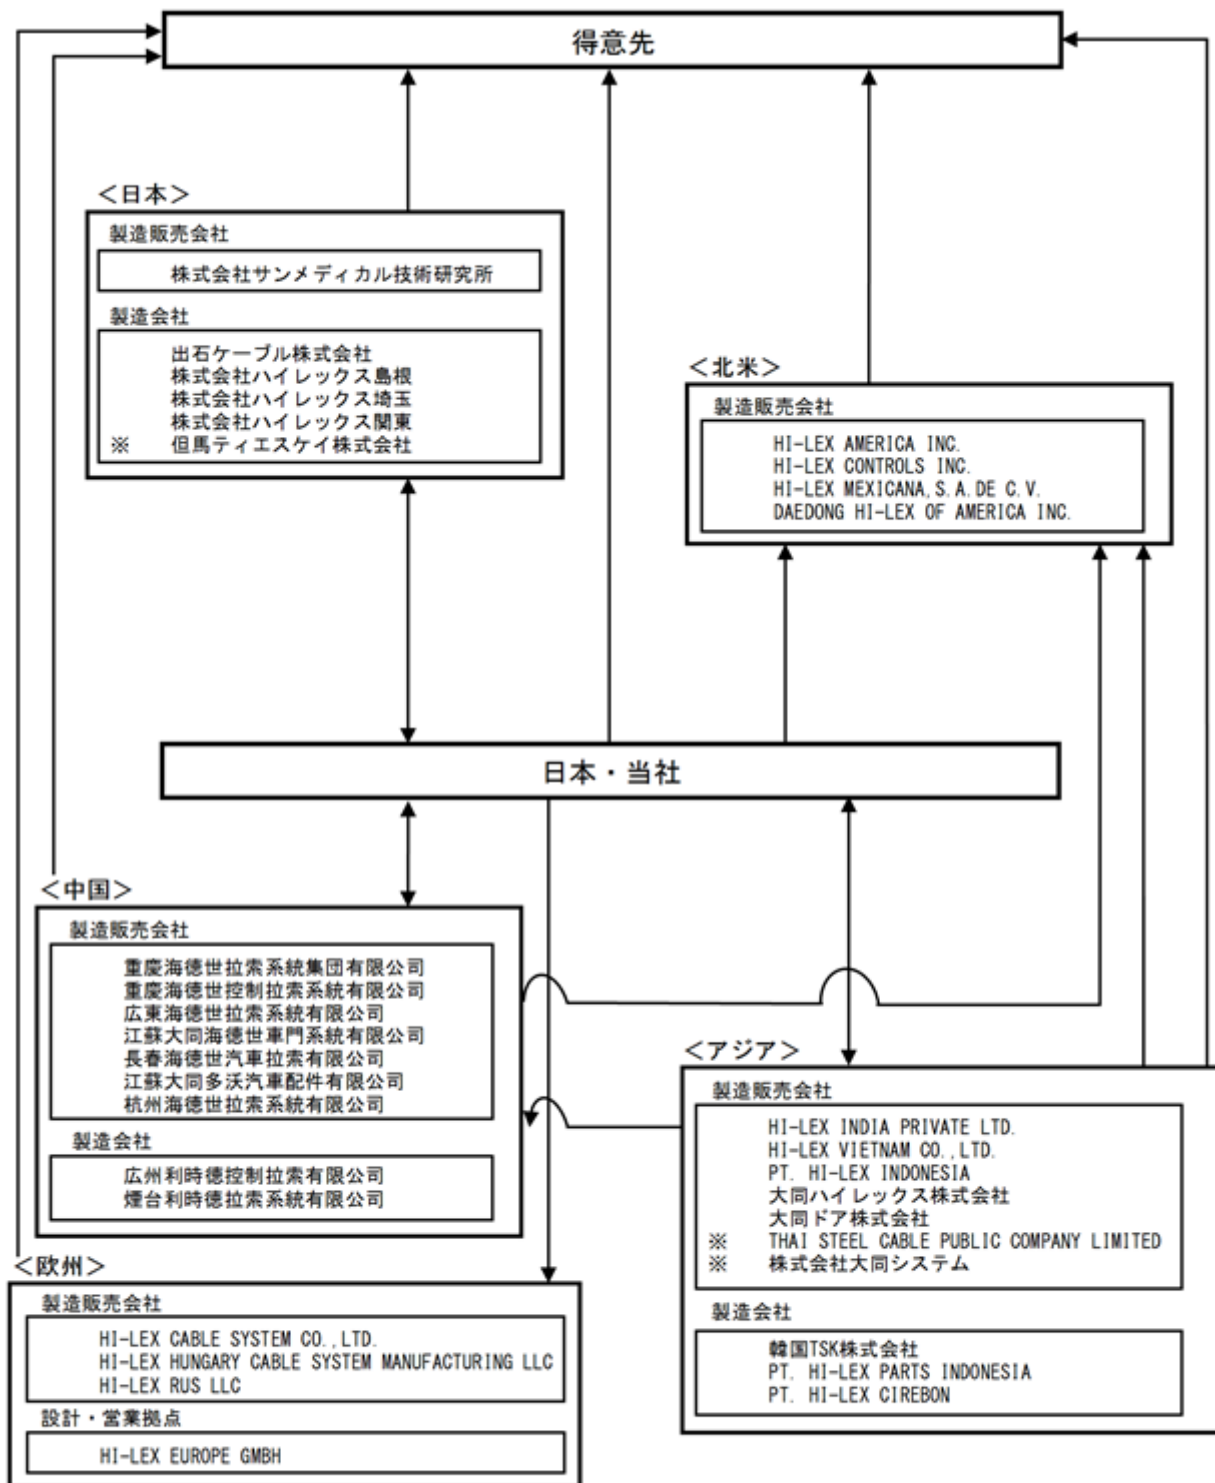 得意先
＜日本＞
製造販売会社
株式会社サンメディカル技術研究所
製造会社
出石ケーブル株式会社
株式会社ハイレックス島根
株式会社ハイレックス埼玉
株式会社ハイレックス関東
※ 但馬ティエスケイ株式会社
＜北米＞
製造販売会社
HI-LEX AMERICA INC.
HI-LEX CONTROLS INC.
HI-LEX MEXICANA,S.A.DE C.V.
DAEDONG HI-LEX OF AMERICA INC.
日本・当社
＜中国＞
製造販売会社
重慶海徳世拉索系統集団有限公司
重慶海徳世控制拉索系統有限公司
広東海徳世拉索系統有限公司
江蘇大同海徳世車門系統有限公司
長春海徳世汽車拉索有限公司
江蘇大同多沃汽車配件有限公司
杭州海徳世拉索系統有限公司
製造会社
広州利時徳控制拉索有限公司
煙台利時徳拉索系統有限公司
＜アジア＞
製造販売会社
HI-LEX INDIA PRIVATE LTD.
HI-LEX VIETNAM CO.,LTD.
PT. HI-LEX INDONESIA
大同ハイレックス株式会社
大同ドア株式会社
※ THAI STEEL CABLE PUBLIC COMPANY LIMITED
※ 株式会社大同システム
製造会社
韓国TSK株式会社
PT. HI-LEX PARTS INDONESIA
PT. HI-LEX CIREBON
＜欧州＞
製造販売会社
HI-LEX CABLE SYSTEM CO.,LTD.
HI-LEX HUNGARY CABLE SYSTEM MANUFACTURING LLC
HI-LEX RUS LLC
設計・営業拠点
HI-LEX EUROPE GMBH